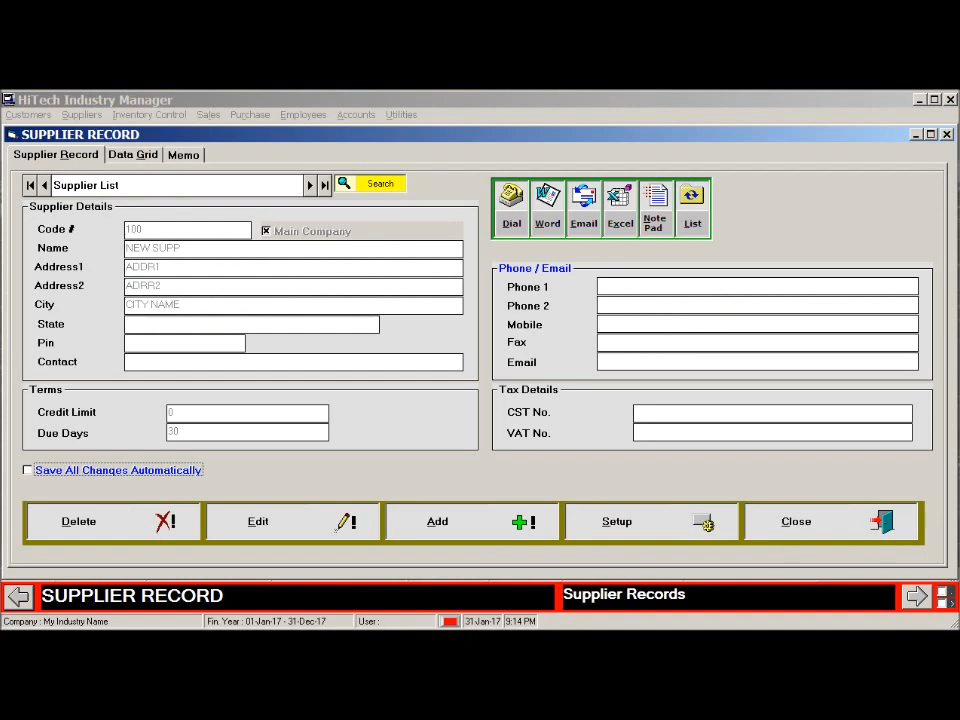 HiTech Industry Manager
Customers Suppliers Inventory Control Sales Purchase Employees Accounts Utilities
SUPPLIER RECORD
Supplier Record Data Grid Memo
Supplier List Search
Dial Word Email Excel Note Pad List
Supplier Details
Code # 100 Main Company
Name NEW SUPP
Address1 ADDR1
Address2 ADRR2
City CITY NAME
State
Pin
Contact
Phone / Email
Phone 1
Phone 2
Mobile
Fax
Email
Terms
Credit Limit 0
Due Days 30
Tax Details
CST No.
VAT No.
Save All Changes Automatically
Delete Edit Add Setup Close
SUPPLIER RECORD Supplier Records
Company : My Industry Name Fin. Year : 01-Jan-17 - 31-Dec-17 User : 31-Jan-17 9:14 PM